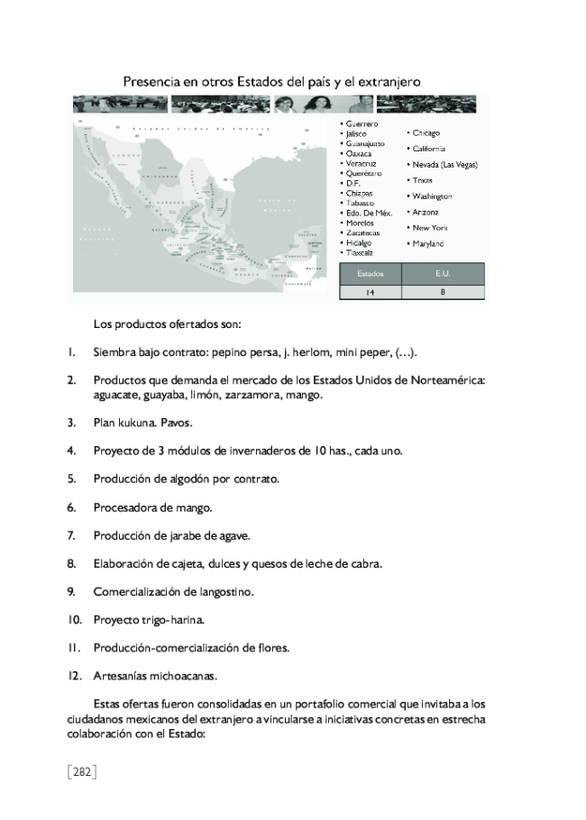 Presencia en otros Estados del país y el extranjero
Estados Unidos de América
• Guerrero
• Jalisco
• Guanajuato
• Oaxaca
• Veracruz
• Querétaro
• D.F.
• Chiapas
• Tabasco
• Edo. De Méx.
• Morelos
• Zacatecas
• Hidalgo
• Tlaxcala
• Chicago
• California
• Nevada (Las Vegas)
• Texas
• Washington
• Arizona
• New York
• Maryland
Estados E.U.
14 8
Los productos ofertados son:
1. Siembra bajo contrato: pepino persa, j. herlom, mini peper, (…).
2. Productos que demanda el mercado de los Estados Unidos de Norteamérica:
aguacate, guayaba, limón, zarzamora, mango.
3. Plan kukuna. Pavos.
4. Proyecto de 3 módulos de invernaderos de 10 has., cada uno.
5. Producción de algodón por contrato.
6. Procesadora de mango.
7. Producción de jarabe de agave.
8. Elaboración de cajeta, dulces y quesos de leche de cabra.
9. Comercialización de langostino.
10. Proyecto trigo-harina.
11. Producción-comercialización de flores.
12. Artesanías michoacanas.
Estas ofertas fueron consolidadas en un portafolio comercial que invitaba a los
ciudadanos mexicanos del extranjero a vincularse a iniciativas concretas en estrecha
colaboración con el Estado:
[282]